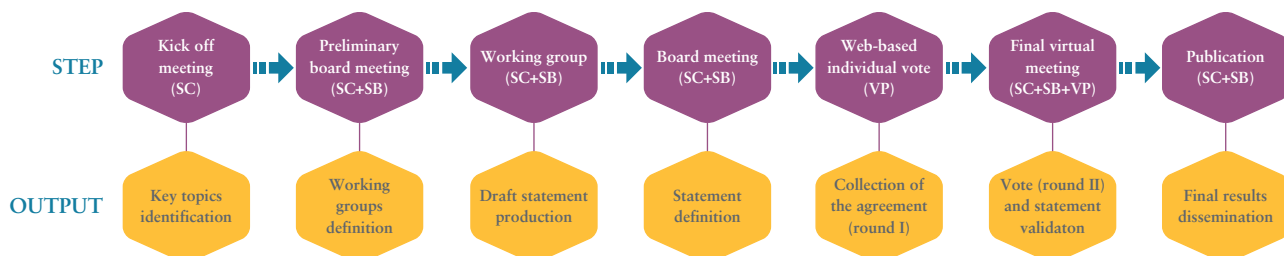 STEP
Kick off
meeting
(SC)
Preliminary
board meeting
(SC+SB)
Working group
(SC+SB)
Board meeting
(SC+SB)
Web-based
individual vote
(VP)
Final virtual
meeting
(SC+SB+VP)
Publication
(SC+SB)
OUTPUT
Key topics
identification
Working
groups
definition
Draft statement
production
Statement
definition
Collection of
the agreement
(round I)
Vote (round II)
and statement
validaton
Final results
dissemination